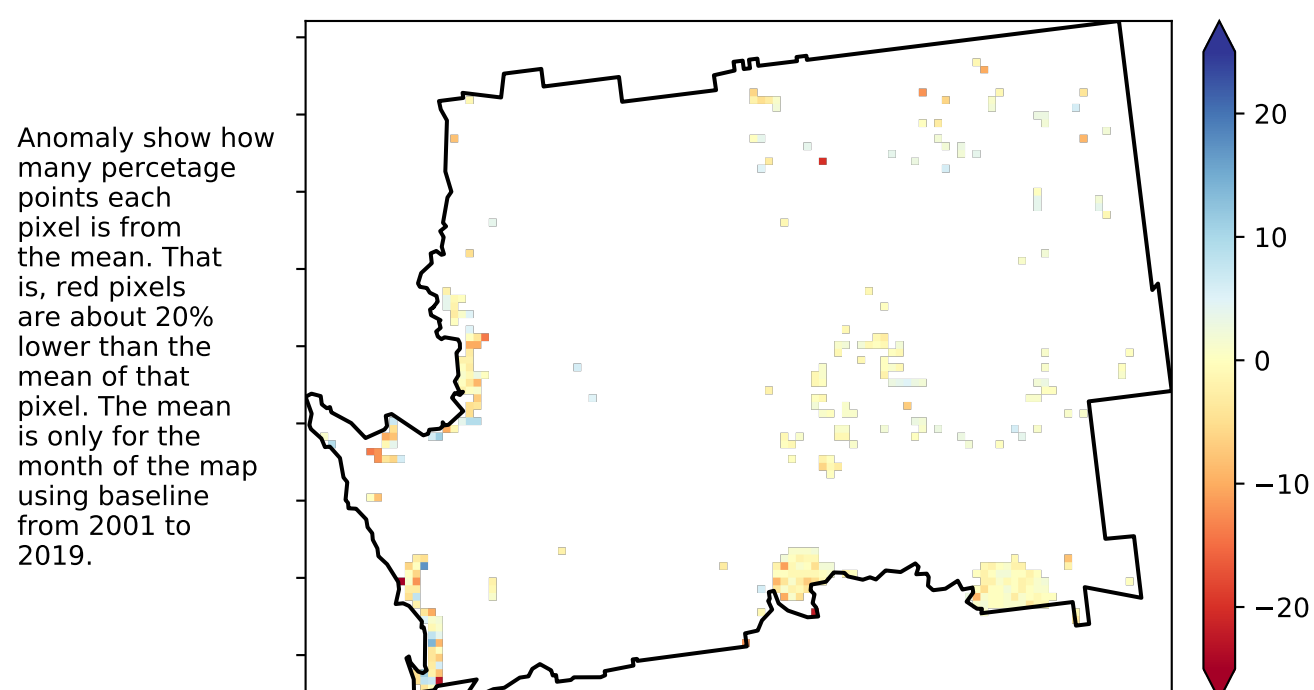 Anomaly show how
many percetage
points each
pixel is from
the mean. That
is, red pixels
are about 20%
lower than the
mean of that
pixel. The mean
is only for the
month of the map
using baseline
from 2001 to
2019.
20
10
0
−10
−20